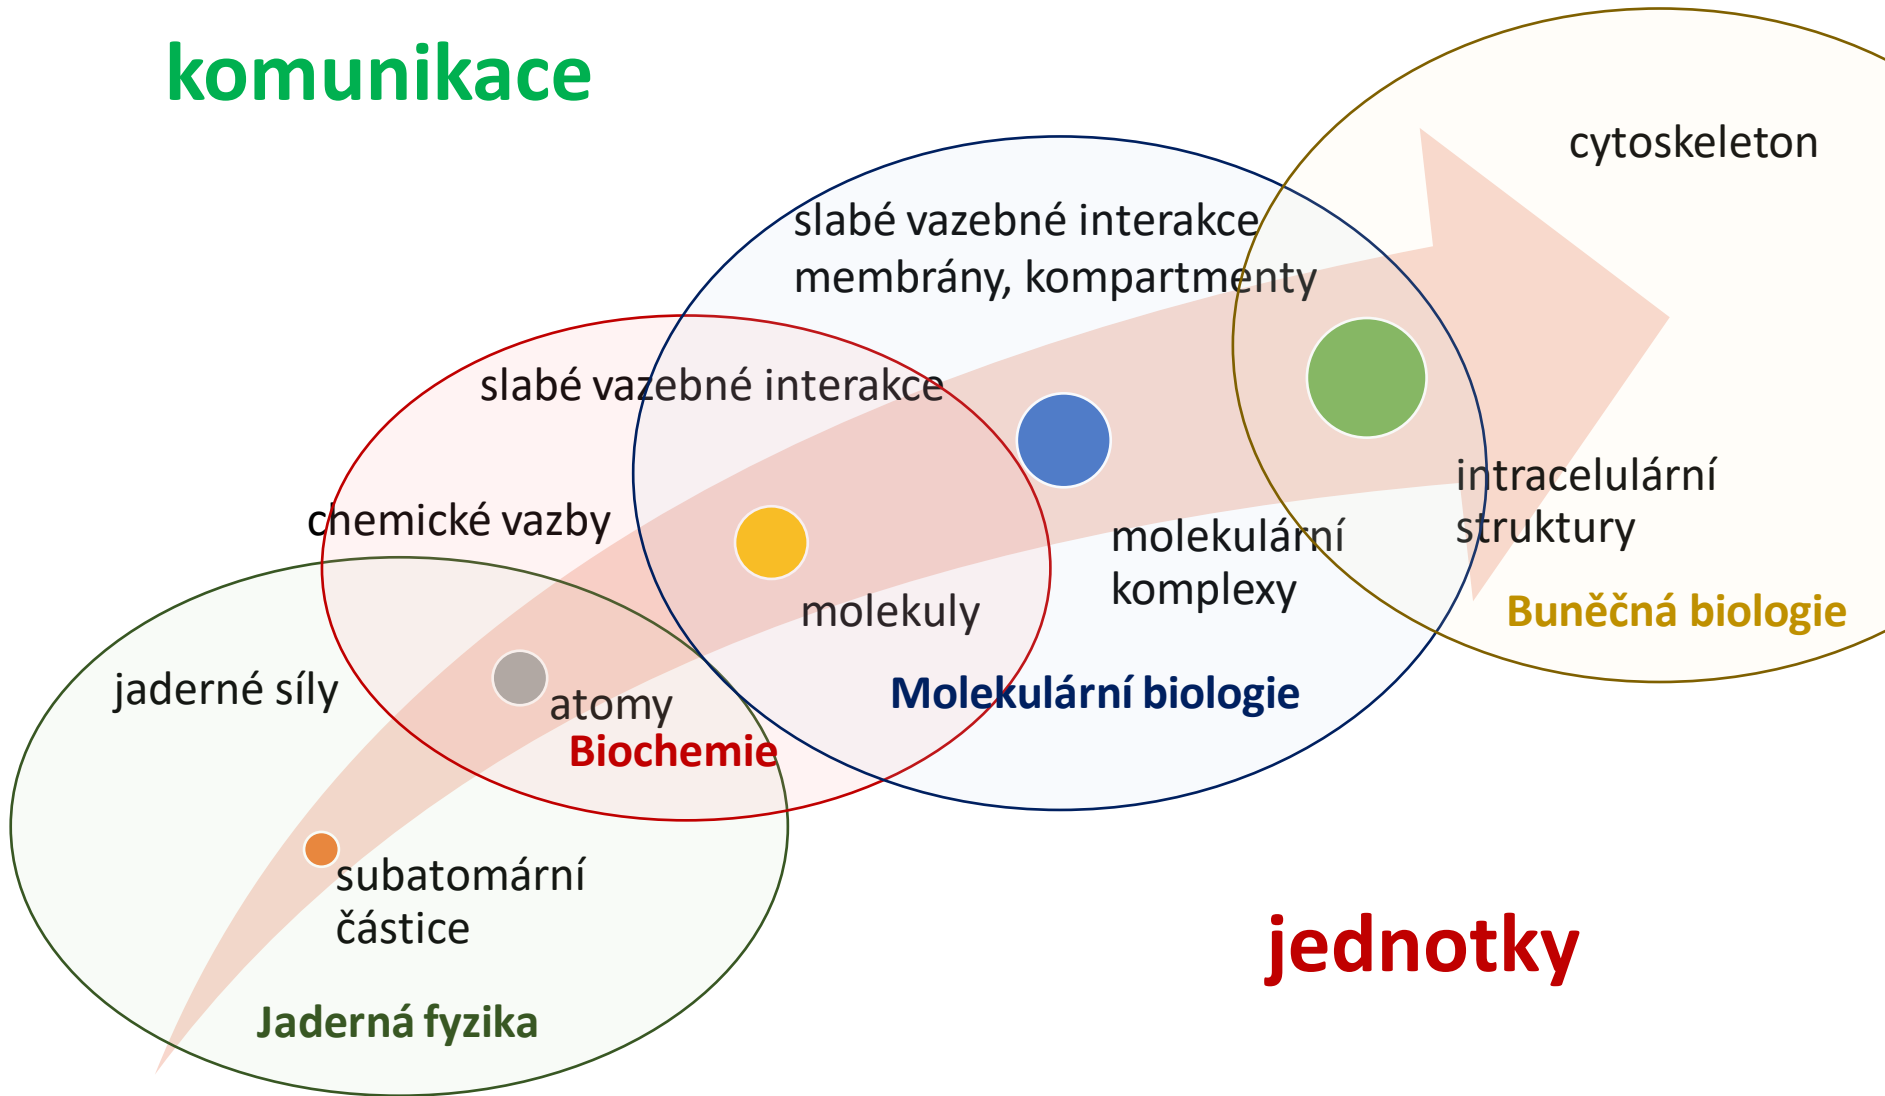 komunikace
cytoskeleton
slabé vazebné interakce
membrány, kompartmenty
slabé vazebné interakce
chemické vazby
intracelulární
struktury
molekulární
komplexy
Buněčná biologie
molekuly
jaderné síly
Molekulární biologie
atomy
Biochemie
subatomární
částice
jednotky
Jaderná fyzika